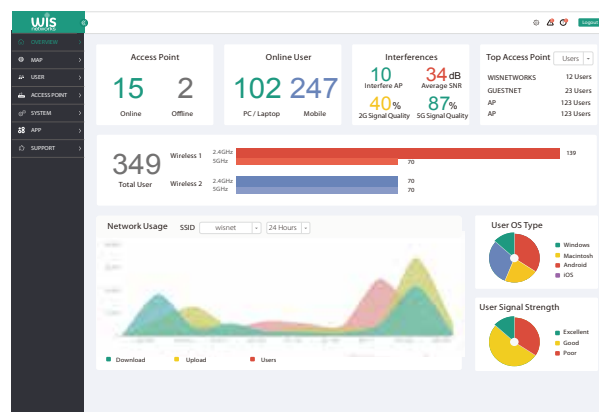 WIS
networks
Logout
OVERVIEW
MAP
USER
ACCESS POINT
SYSTEM
APP
SUPPORT
Access Point
15 2
Online Offline
Online User
102 247
PC / Laptop Mobile
Interferences
10 34 dB
Interfere AP Average SNR
40% 87%
2G Signal Quality 5G Signal Quality
Top Access Point Users
WISNETWORKS 12 Users
GUESTNET 23 Users
AP 123 Users
AP 123 Users
349
Total User
Wireless 1 2.4GHz 139
5GHz 70
Wireless 2 2.4GHz 70
5GHz 70
Network Usage SSID wisnet 24 Hours
Download Upload Users
User OS Type
Windows
Macintosh
Android
iOS
User Signal Strength
Excellent
Good
Poor